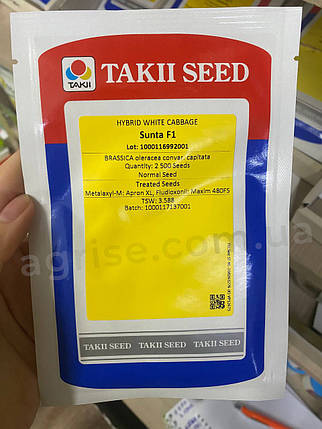 TAKII
TAKII SEED
HYBRID WHITE CABBAGE
Sunta F1
Lot: 1000116992001
BRASSICA oleracea convar. capitata
Quantity: 2 500 Seeds
Normal Seed
Treated Seeds
Metalaxyl-M: Apron XL, Fludioxonil: Maxim 480FS
TSW: 3.588
Batch: 1000117137001
agrise.com.ua
TAKII SEED TAKII SEED TAKII SEED